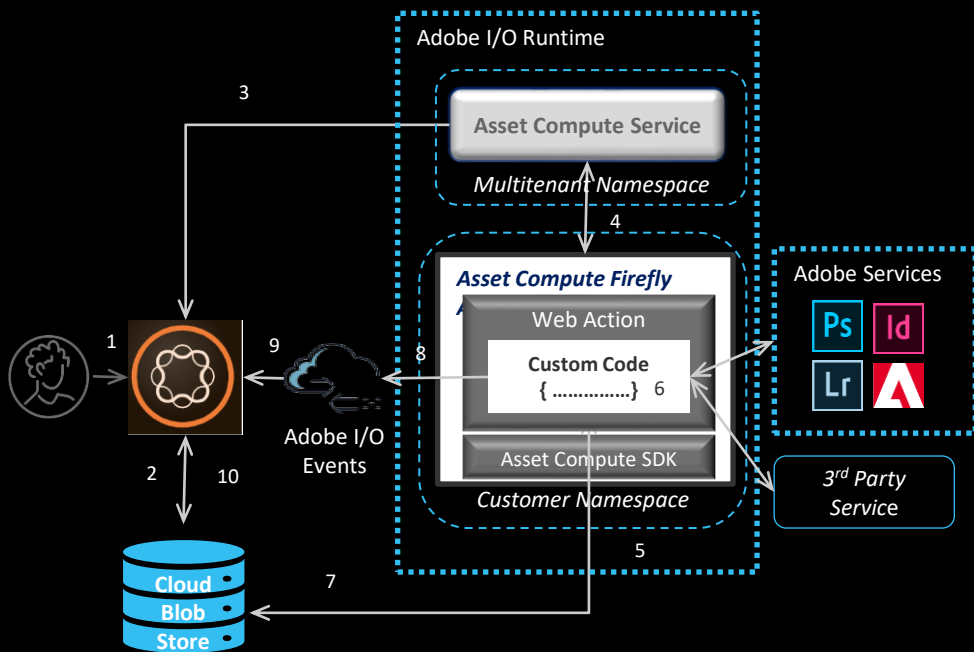 Adobe I/O Runtime
3
Asset Compute Service
Multitenant Namespace
4
Asset Compute Firefly
Web Action
Custom Code
{ ……………}
6
Adobe Services
Ps
Id
Lr
1
9
8
Adobe I/O
Events
Asset Compute SDK
Customer Namespace
3rd Party
Service
2
10
5
7
Cloud
Blob
Store